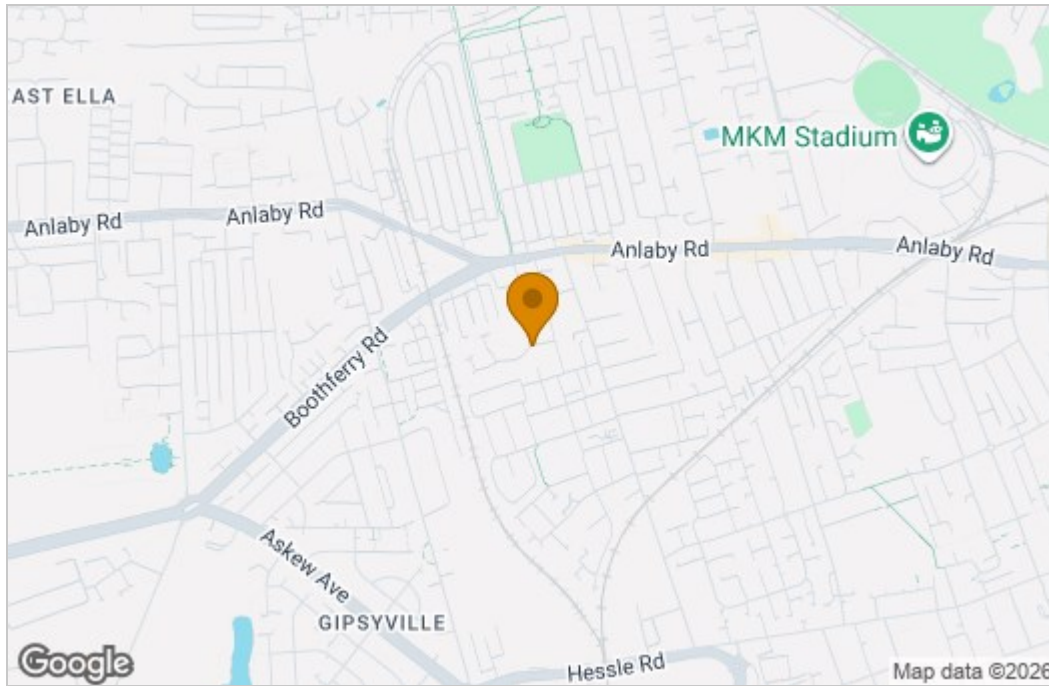 AST ELLA
MKM Stadium
Anlaby Rd
Anlaby Rd
Anlaby Rd
Anlaby Rd
Boothferry Rd
Askew Ave
GIPSYVILLE
Hessle Rd
Google
Map data ©2026